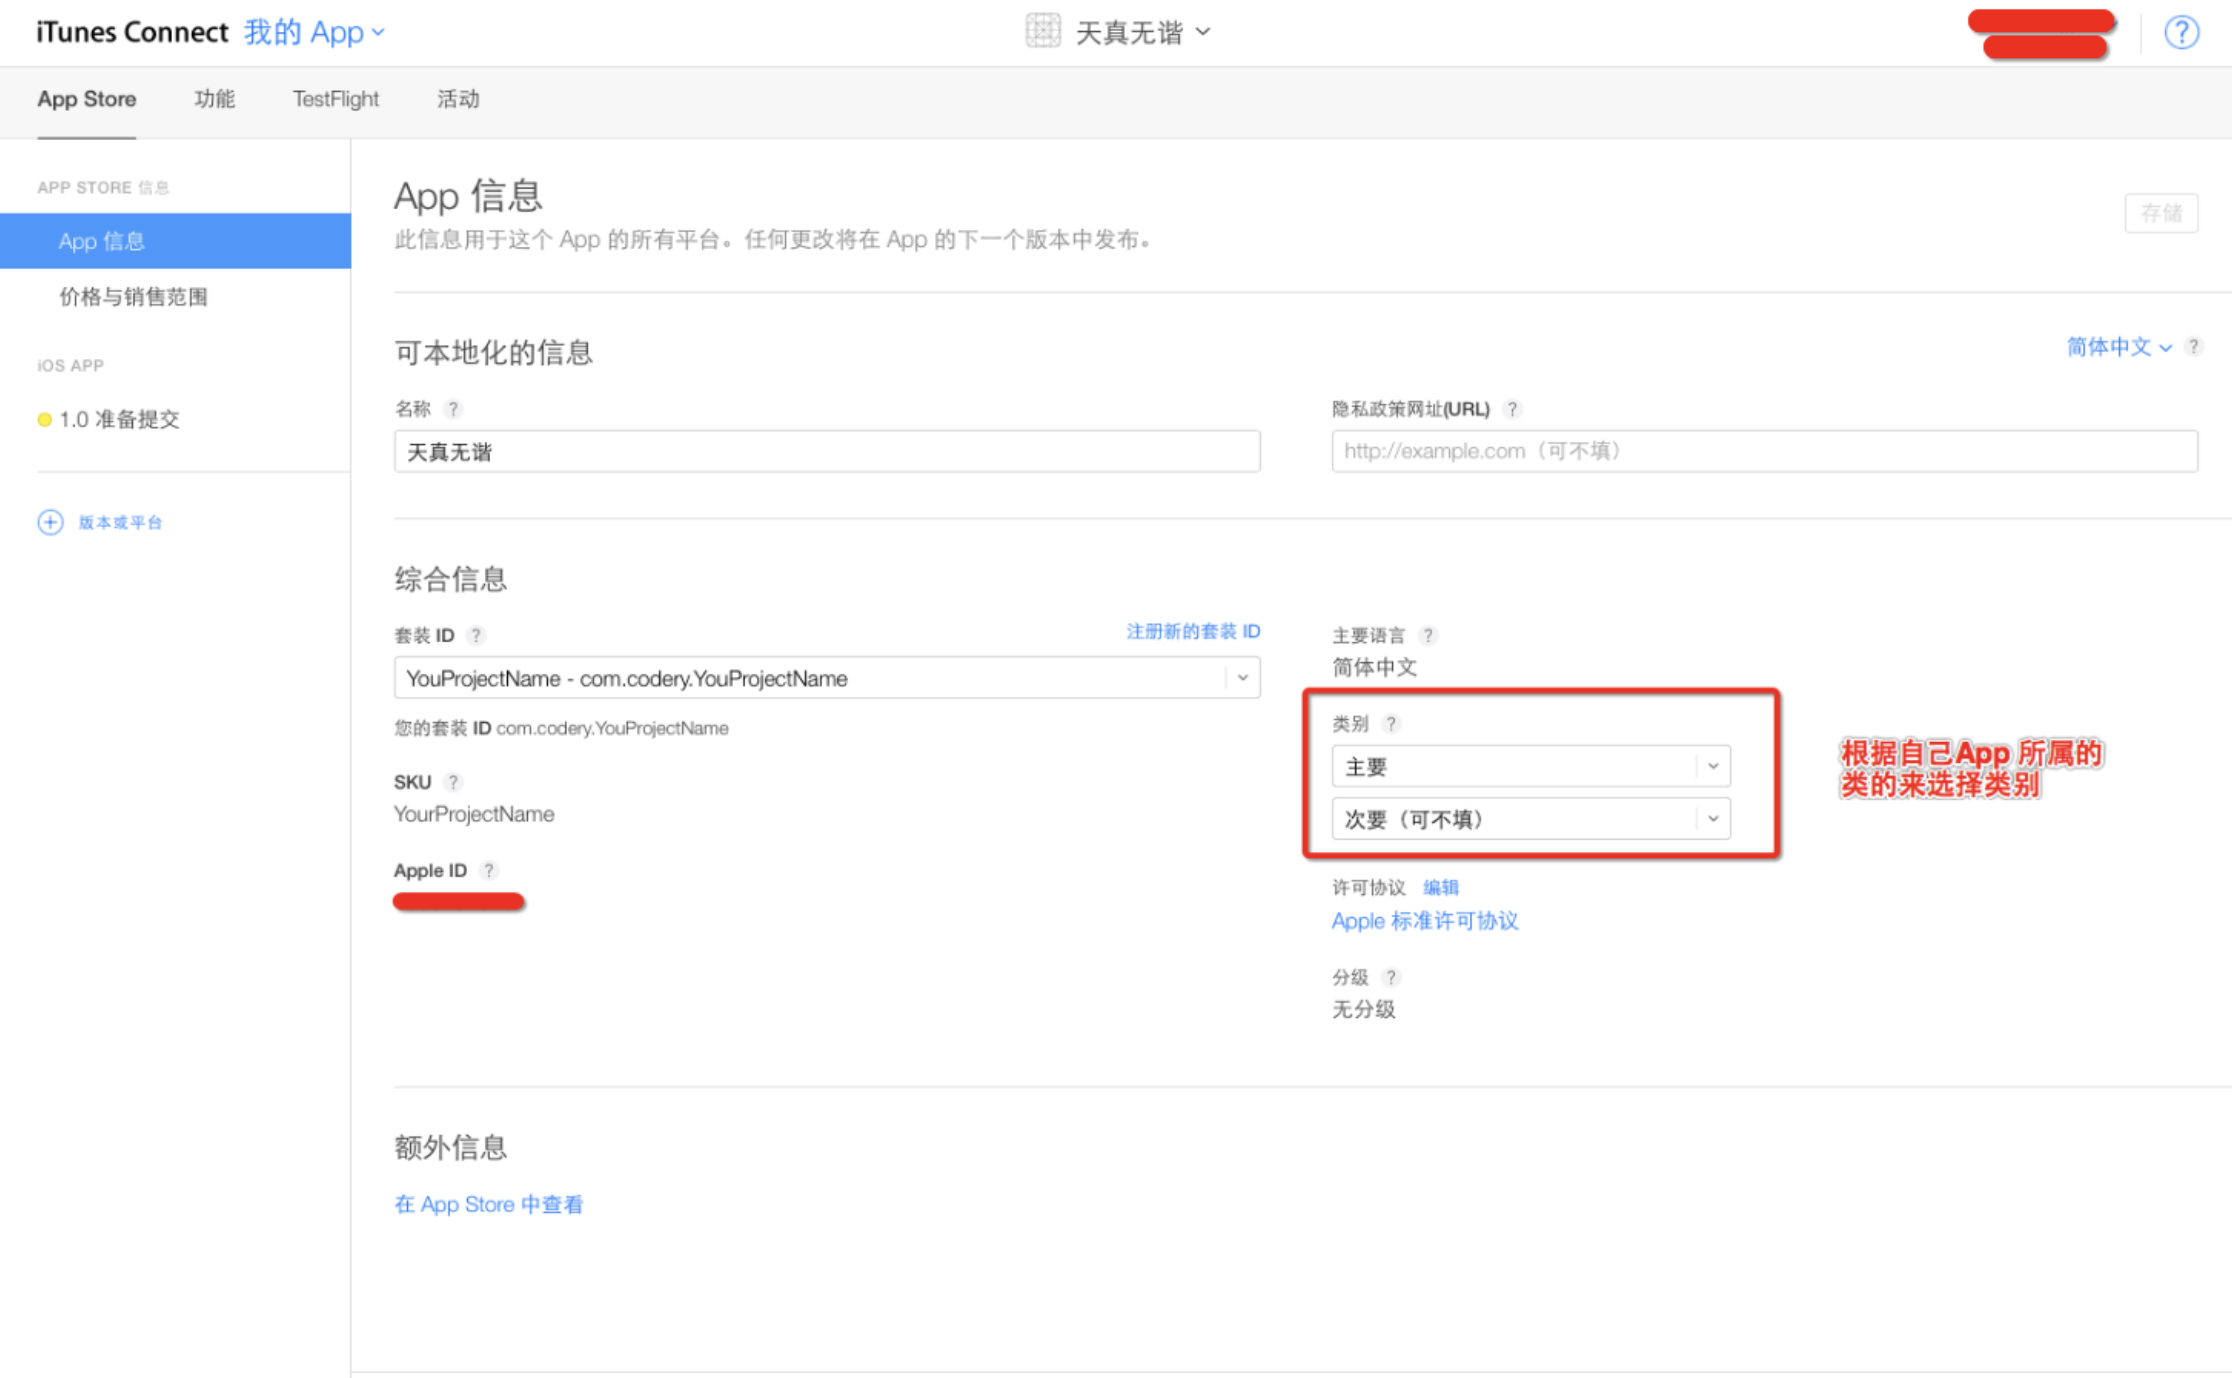 iTunes Connect 我的 App
天真无谐
?
App Store 功能 TestFlight 活动
APP STORE 信息
App 信息
价格与销售范围
iOS APP
1.0 准备提交
版本或平台
App 信息
此信息用于这个 App 的所有平台。任何更改将在 App 的下一个版本中发布。
存储
可本地化的信息
简体中文 ?
名称 ?
天真无谐
隐私政策网址(URL) ?
http://example.com（可不填）
综合信息
套装 ID ?
注册新的套装 ID
YouProjectName - com.codery.YouProjectName
您的套装 ID com.codery.YouProjectName
SKU ?
YourProjectName
Apple ID ?
主要语言 ?
简体中文
类别 ?
主要
次要（可不填）
根据自己App 所属的
类的来选择类别
许可协议 编辑
Apple 标准许可协议
分级 ?
无分级
额外信息
在 App Store 中查看